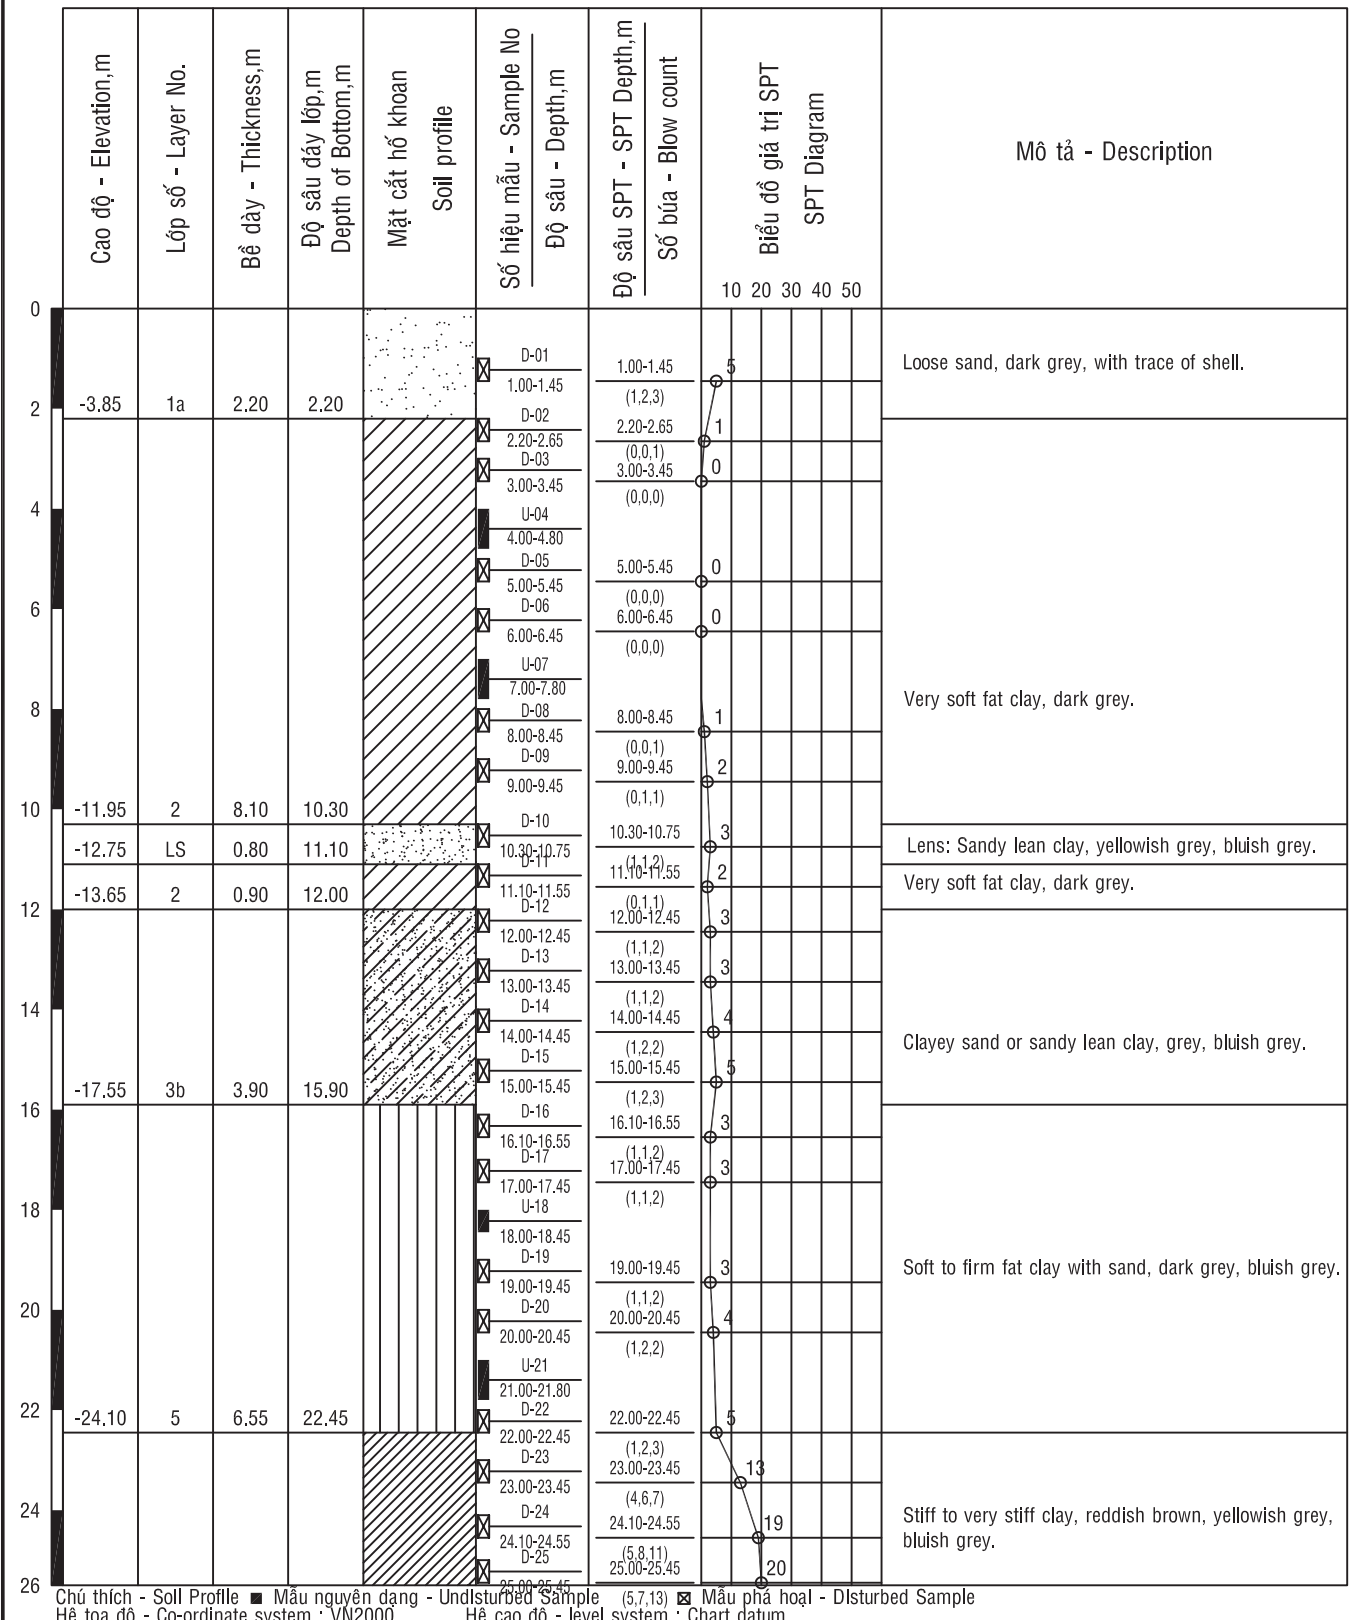 Cao độ - Elevation,m
Lớp số - Layer No.
Bề dày - Thickness,m
Độ sâu đáy lớp,m
Depth of Bottom,m
Mặt cắt hố khoan
Soil profile
Số hiệu mẫu - Sample No
Độ sâu - Depth,m
Độ sâu SPT - SPT Depth,m
Số búa - Blow count
Biểu đồ giá trị SPT
SPT Diagram
10 20 30 40 50
Mô tả - Description
0
D-01
1.00-1.45
1.00-1.45
(1,2,3)
5
Loose sand, dark grey, with trace of shell.
-3.85 1a 2.20 2.20
2
D-02
2.20-2.65
2.20-2.65
(0,0,1)
1
D-03
3.00-3.45
3.00-3.45
(0,0,0)
0
4
U-04
4.00-4.80
D-05
5.00-5.45
5.00-5.45
(0,0,0)
0
6
D-06
6.00-6.45
6.00-6.45
(0,0,0)
0
U-07
7.00-7.80
Very soft fat clay, dark grey.
8
D-08
8.00-8.45
8.00-8.45
(0,0,1)
1
D-09
9.00-9.45
9.00-9.45
(0,1,1)
2
10
-11.95 2 8.10 10.30
D-10
10.30-10.75
10.30-10.75
(1,1,2)
3
-12.75 LS 0.80 11.10
Lens: Sandy lean clay, yellowish grey, bluish grey.
D-11
11.10-11.55
11.10-11.55
(0,1,1)
2
-13.65 2 0.90 12.00
Very soft fat clay, dark grey.
12
D-12
12.00-12.45
12.00-12.45
(1,1,2)
3
D-13
13.00-13.45
13.00-13.45
(1,1,2)
3
14
D-14
14.00-14.45
14.00-14.45
(1,2,2)
4
Clayey sand or sandy lean clay, grey, bluish grey.
D-15
15.00-15.45
15.00-15.45
(1,2,3)
5
-17.55 3b 3.90 15.90
16
D-16
16.10-16.55
16.10-16.55
(1,1,2)
3
D-17
17.00-17.45
17.00-17.45
(1,1,2)
3
18
U-18
18.00-18.45
D-19
19.00-19.45
19.00-19.45
(1,1,2)
3
Soft to firm fat clay with sand, dark grey, bluish grey.
20
D-20
20.00-20.45
20.00-20.45
(1,2,2)
4
U-21
21.00-21.80
22
-24.10 5 6.55 22.45
D-22
22.00-22.45
22.00-22.45
(1,2,3)
5
D-23
23.00-23.45
23.00-23.45
(4,6,7)
13
24
D-24
24.10-24.55
24.10-24.55
(5,8,11)
19
Stiff to very stiff clay, reddish brown, yellowish grey,
bluish grey.
D-25
25.00-25.45
25.00-25.45
(5,7,13)
20
26
Chú thích - Soil Profile Mẫu nguyên dạng - Undisturbed Sample Mẫu phá hoại - Disturbed Sample
Hệ tọa độ - Co-ordinate system : VN2000 Hệ cao độ - level system : Chart datum